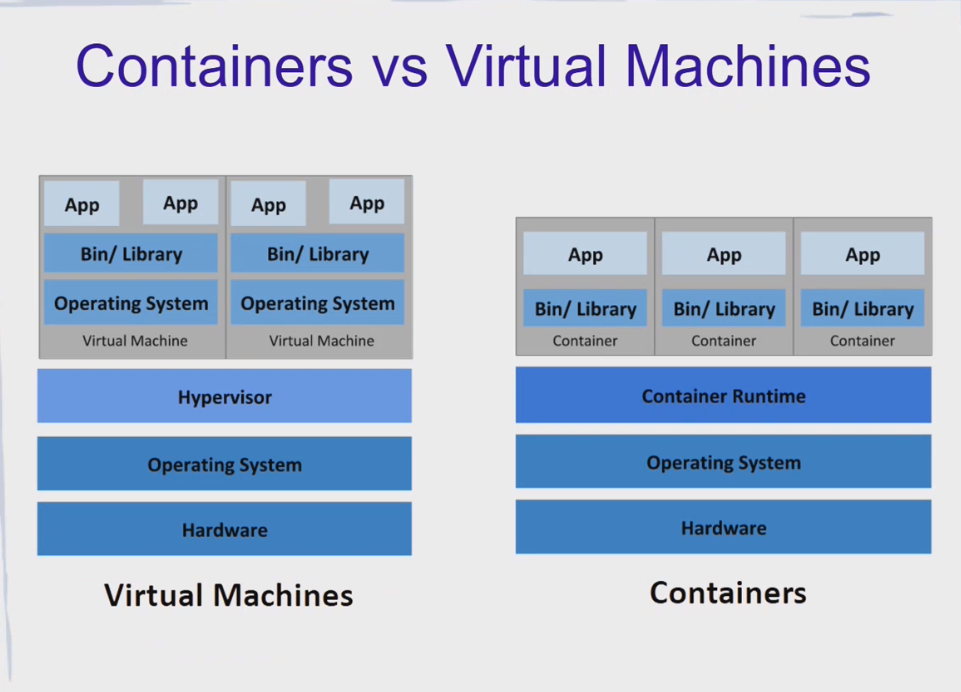 Containers vs Virtual Machines
App App App App
Bin/ Library Bin/ Library
Operating System Operating System
Virtual Machine Virtual Machine
Hypervisor
Operating System
Hardware
Virtual Machines
App App App
Bin/ Library Bin/ Library Bin/ Library
Container Container Container
Container Runtime
Operating System
Hardware
Containers